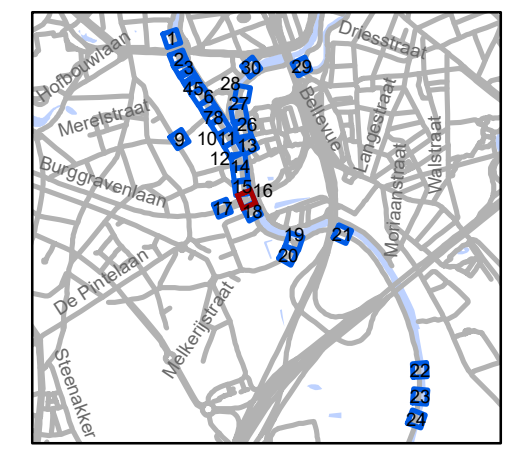 1
Driesstraat
Hofbouwlaan
2
3
30
29
28
4
5
6
27
Bellevue
Merelstraat
7
8
26
Langestraat
9
10
11
13
Walstraat
12
14
Burggravenlaan
15
16
17
18
Moriaanstraat
19
21
20
De Pintelaan
Melkerijstraat
Steenakker
22
23
24